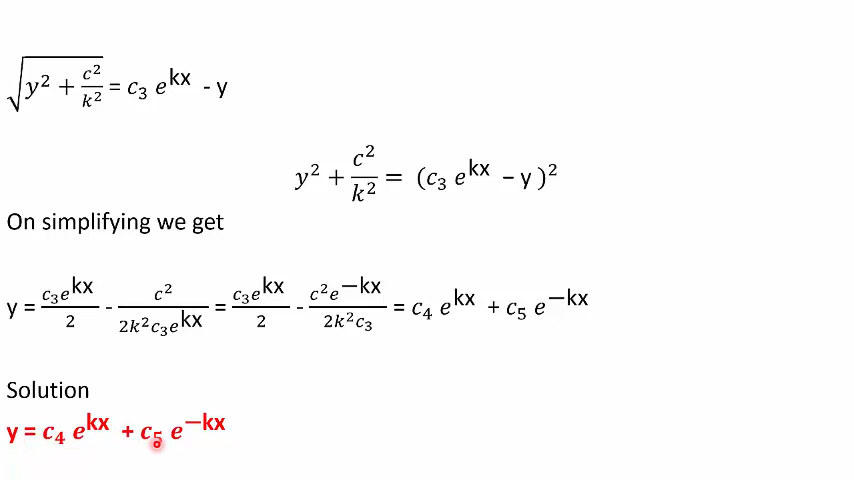 √(y² + c²/k²) = c₃ e^kx - y
y² + c²/k² = (c₃ e^kx – y )²
On simplifying we get
y = c₃e^kx/2 - c²/2k²c₃e^kx = c₃e^kx/2 - c²e^−kx/2k²c₃ = c₄ e^kx + c₅ e^−kx
Solution
y = c₄ e^kx + c₅ e^−kx